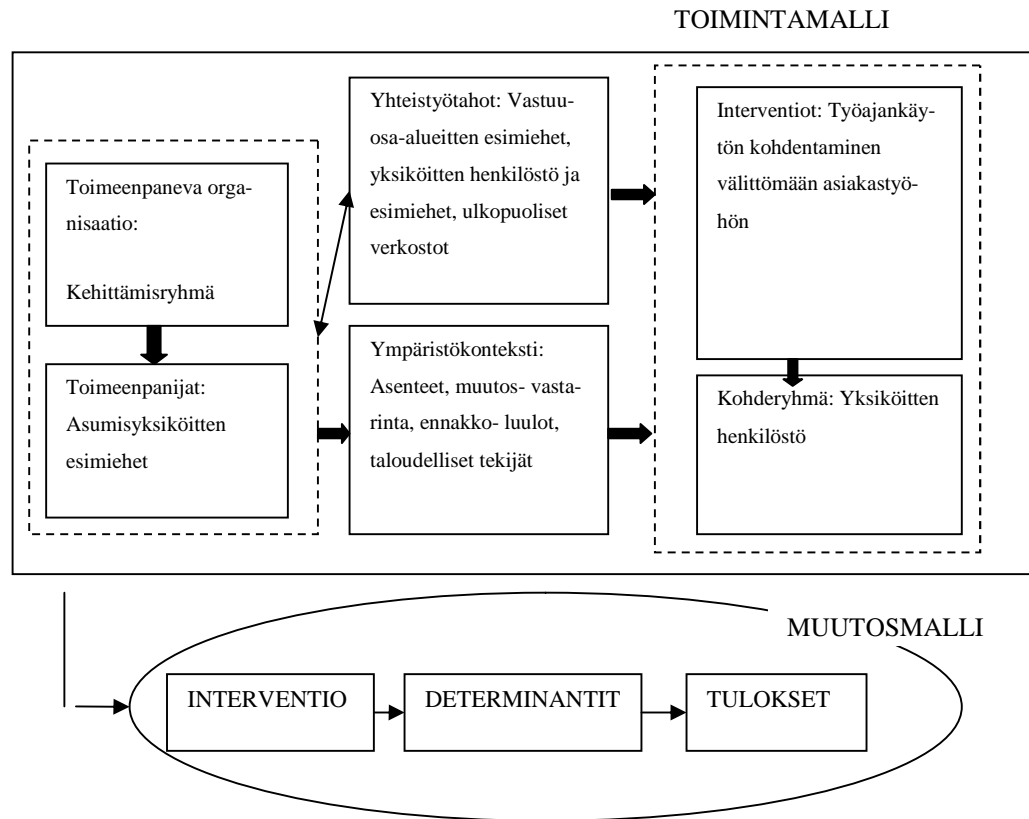 TOIMINTAMALLI
Toimeenpaneva orga-
nisaatio:
Kehittämisryhmä
Toimeenpanijat:
Asumisyksiköitten
esimiehet
Yhteistyötahot: Vastuu-
osa-alueitten esimiehet,
yksiköitten henkilöstö ja
esimiehet, ulkopuoliset
verkostot
Ympäristökonteksti:
Asenteet, muutos- vasta-
rinta, ennakko- luulot,
taloudelliset tekijät
Interventiot: Työajankäy-
tön kohdentaminen
välittömään asiakastyö-
hön
Kohderyhmä: Yksiköitten
henkilöstö
MUUTOSMALLI
INTERVENTIO
DETERMINANTIT
TULOKSET